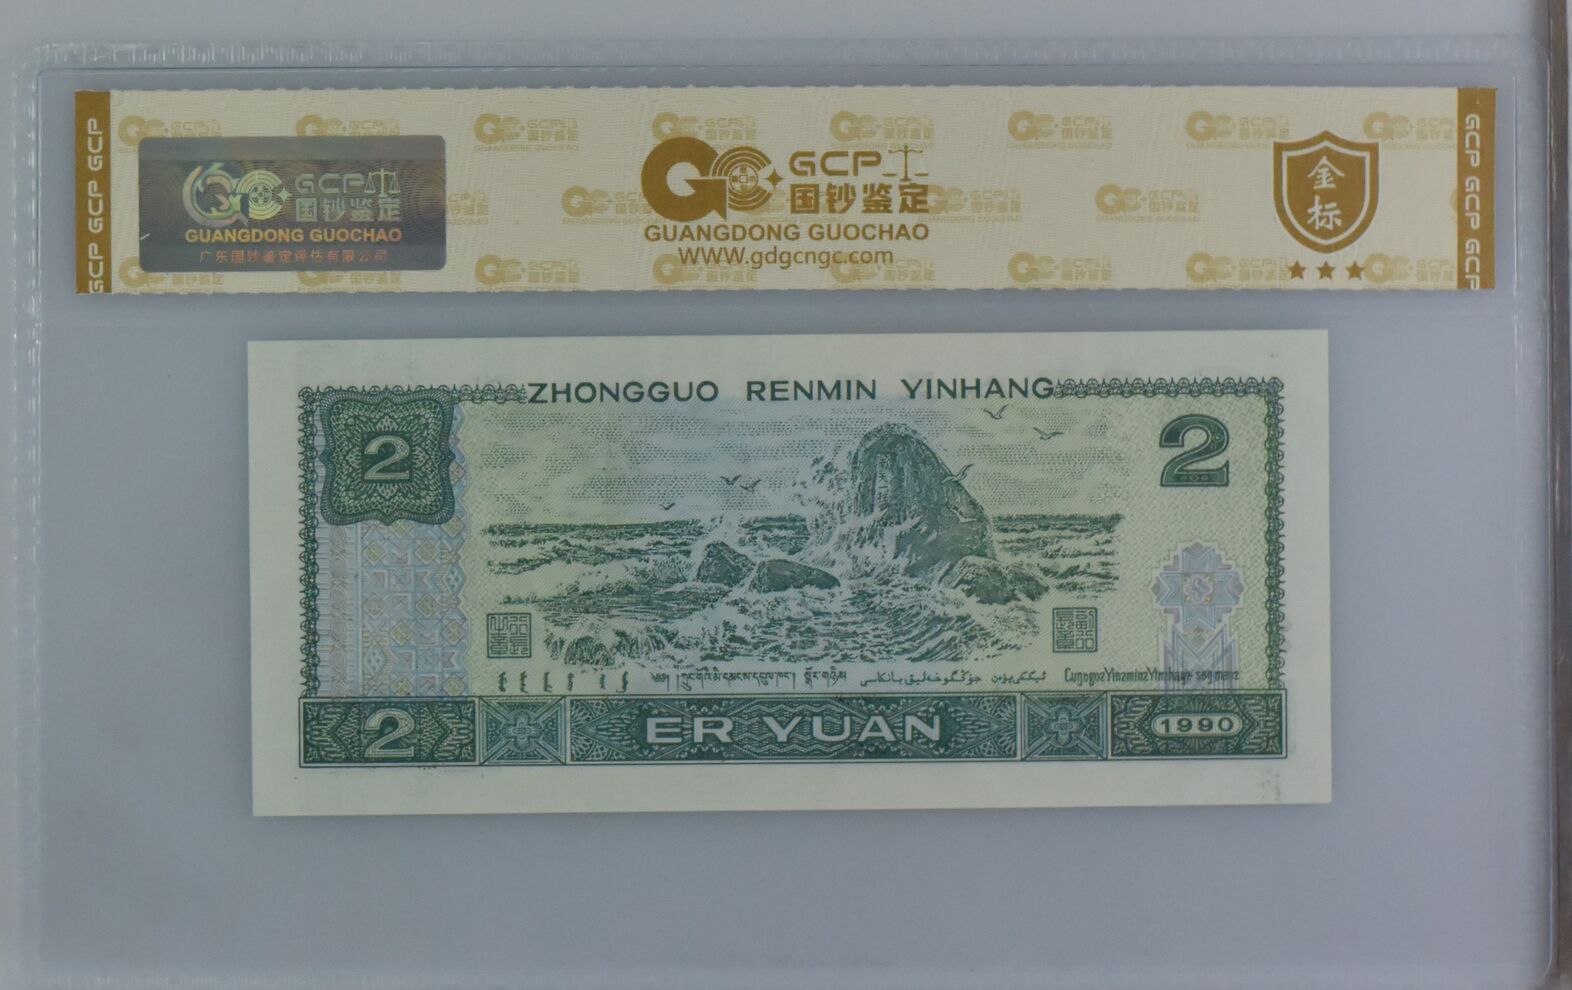 GCP GCP GCP
GCP
国钞鉴定
GUANGDONG GUOCHAO
广东国钞鉴定评估有限公司
GCP
国钞鉴定
GUANGDONG GUOCHAO
WWW.gdgcngc.com
金标
GCP GCP GCP
ZHONGGUO RENMIN YINHANG
2
2
2
ER YUAN
1990